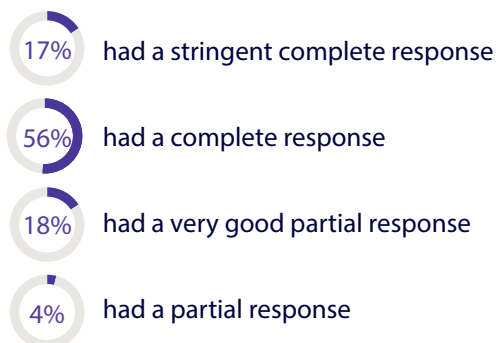 17% had a stringent complete response
56% had a complete response
18% had a very good partial response
4% had a partial response